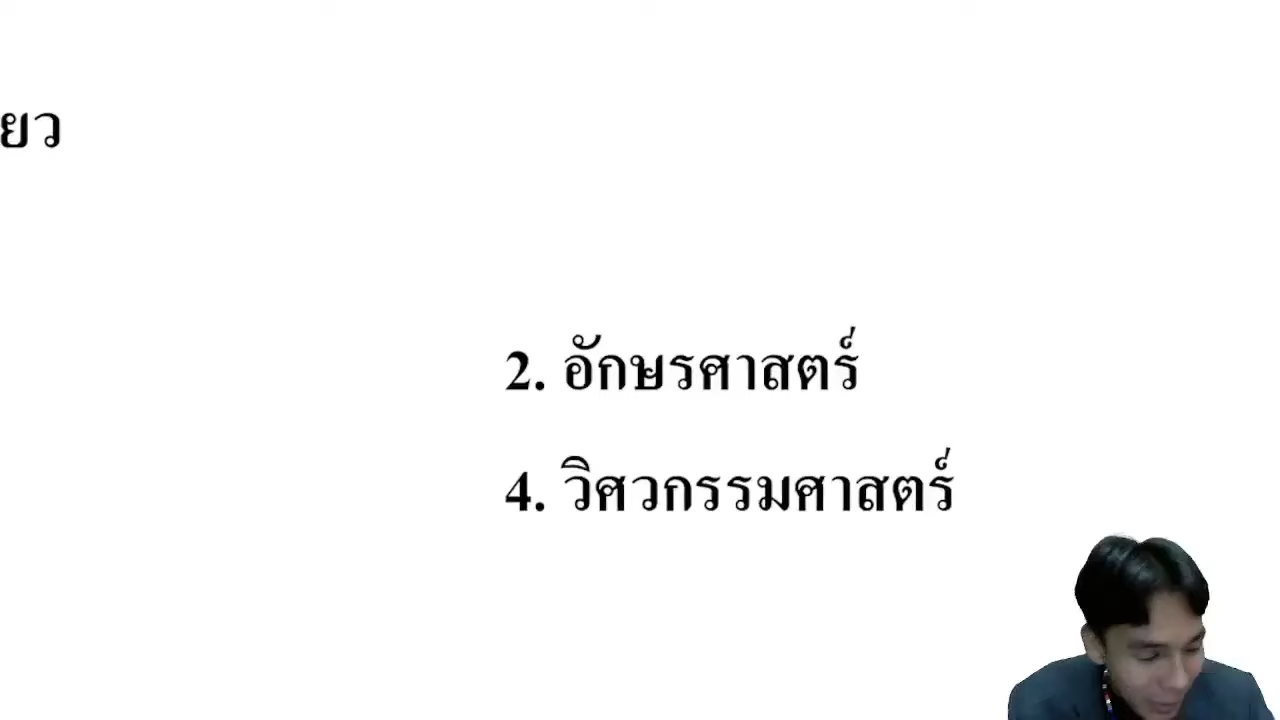 ยว
2. อักษรศาสตร์
4. วิศวกรรมศาสตร์